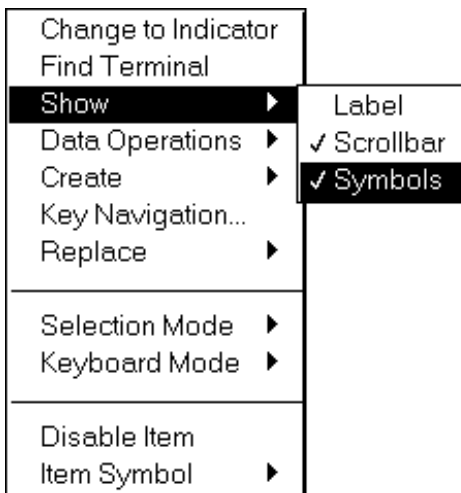 Change to Indicator
Find Terminal
Show
Label
Data Operations
✓ Scrollbar
Create
✓ Symbols
Key Navigation...
Replace
Selection Mode
Keyboard Mode
Disable Item
Item Symbol